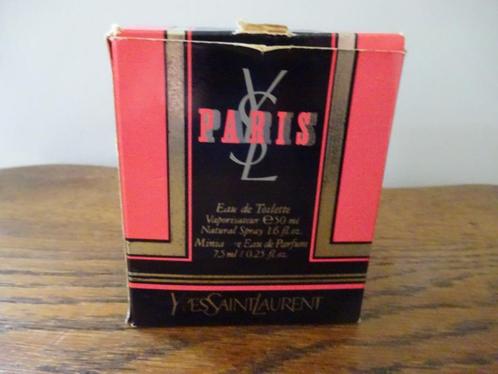 YSL
PARIS
Eau de Toilette
Vaporisateur e 50 ml
Natural Spray 1.6 fl. oz.
Eau de Parfum
7,5 ml / 0.25 fl. oz.
YVESSAINTLAURENT